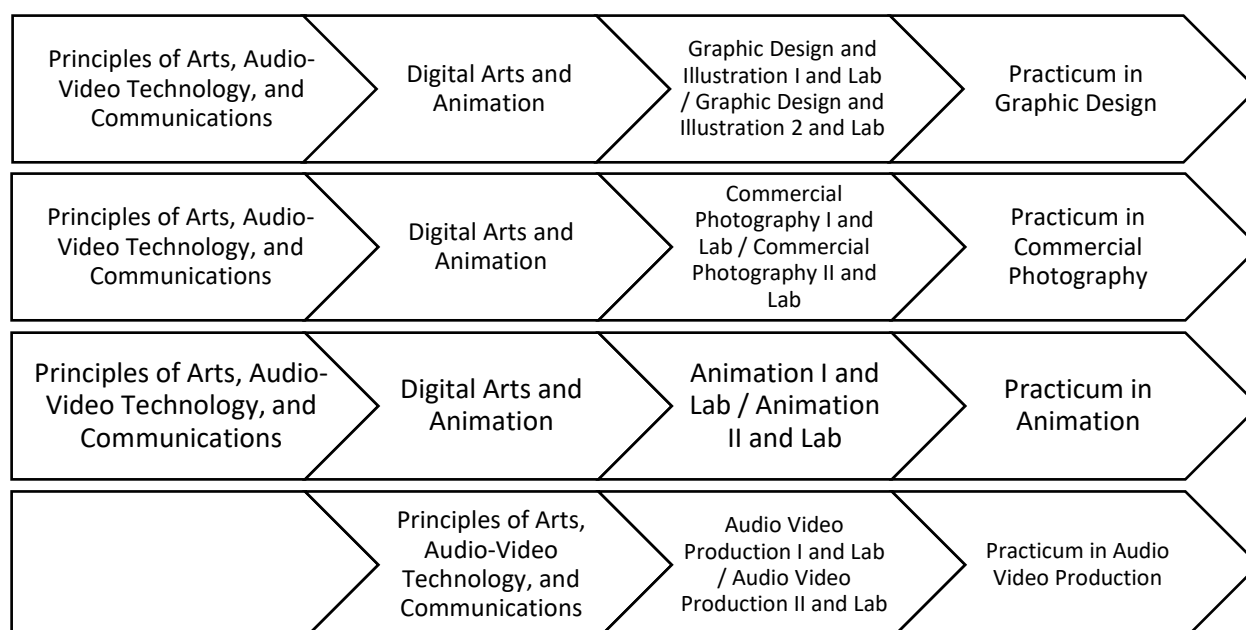 Principles of Arts, Audio-
Video Technology, and
Communications
Digital Arts and
Animation
Graphic Design and
Illustration I and Lab
/ Graphic Design and
Illustration 2 and Lab
Practicum in
Graphic Design
Principles of Arts, Audio-
Video Technology, and
Communications
Digital Arts and
Animation
Commercial
Photography I and
Lab / Commercial
Photography II and
Lab
Practicum in
Commercial
Photography
Principles of Arts, Audio-
Video Technology, and
Communications
Digital Arts and
Animation
Animation I and
Lab / Animation
II and Lab
Practicum in
Animation
Principles of Arts,
Audio-Video
Technology, and
Communications
Audio Video
Production I and Lab
/ Audio Video
Production II and Lab
Practicum in Audio
Video Production